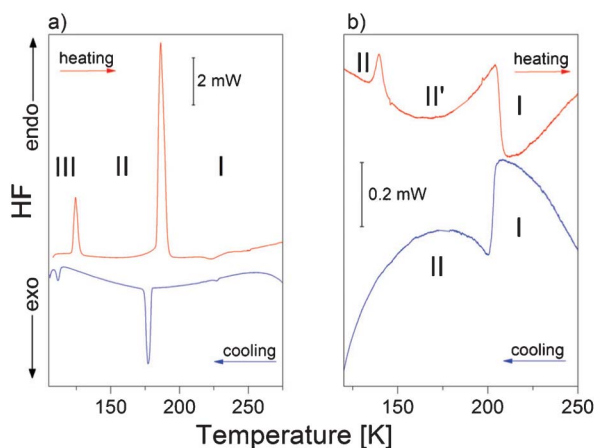 a)
heating
2 mW
III
II
I
cooling
HF
endo
exo
150
200
250
b)
II
heating
II'
I
0.2 mW
II
I
cooling
150
200
250
Temperature [K]